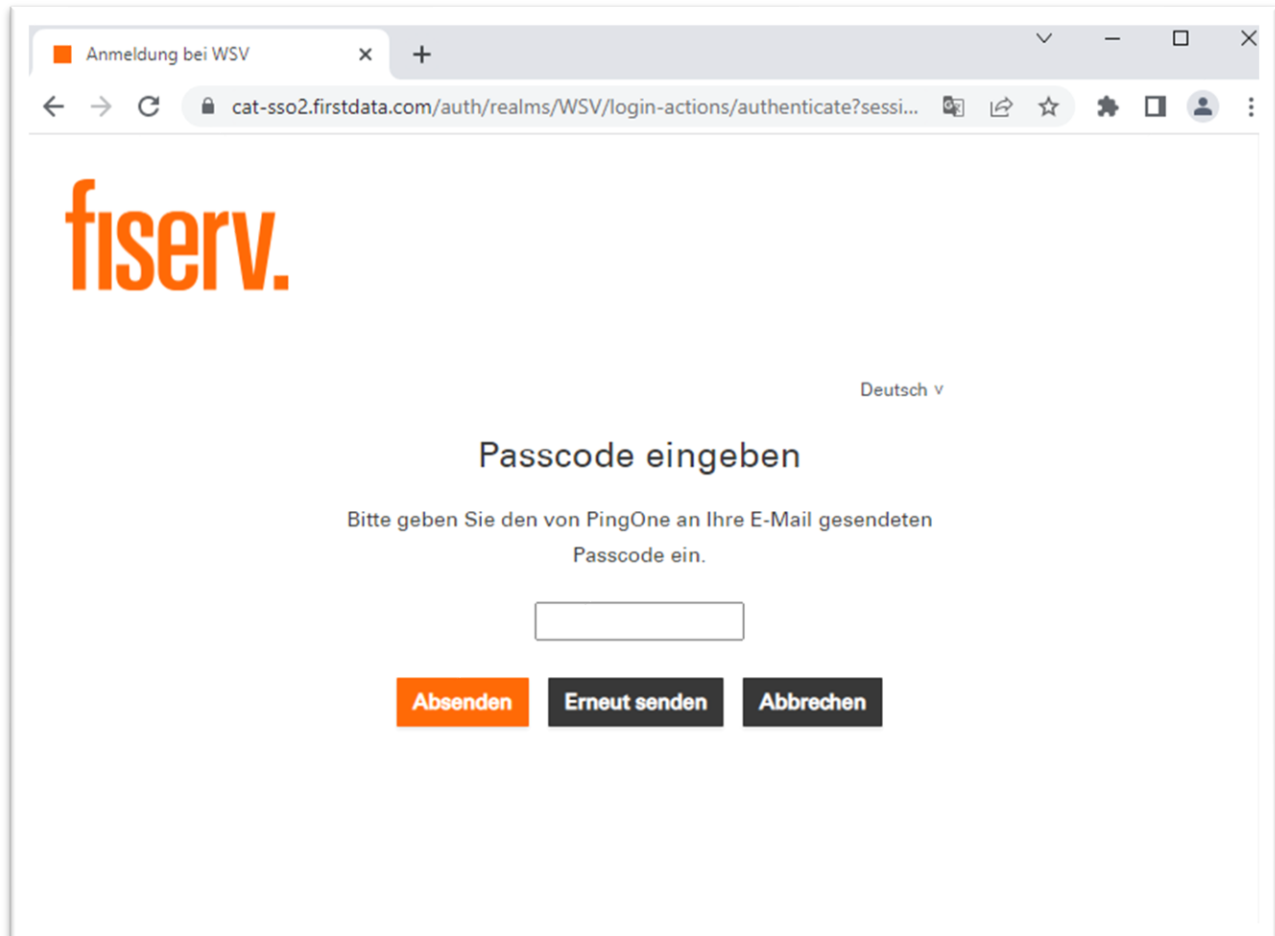 Anmeldung bei WSV
cat-sso2.firstdata.com/auth/realms/WSV/login-actions/authenticate?sessi...
fiserv.
Deutsch
Passcode eingeben
Bitte geben Sie den von PingOne an Ihre E-Mail gesendeten
Passcode ein.
Absenden Erneut senden Abbrechen